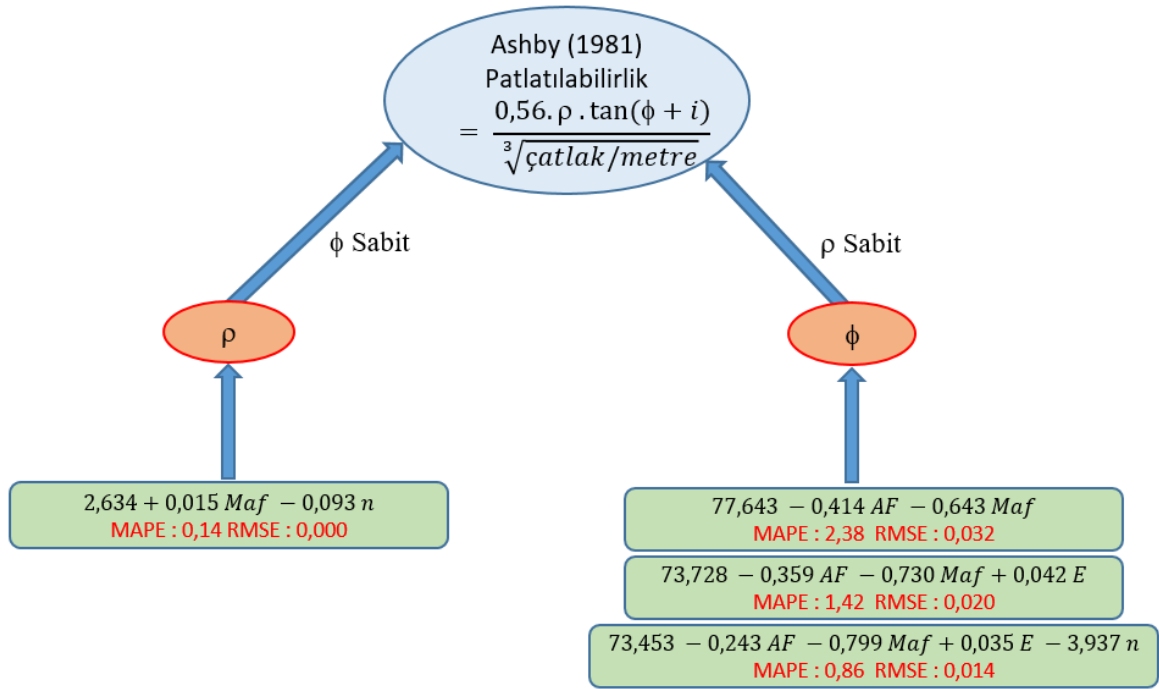 Ashby (1981)
Patlatılabilirlik
= 0,56. ρ . tan(ϕ + i) / ∛çatlak/metre
ϕ Sabit
ρ Sabit
ρ
ϕ
2,634 + 0,015 Maf − 0,093 n
MAPE : 0,14 RMSE : 0,000
77,643 − 0,414 AF − 0,643 Maf
MAPE : 2,38 RMSE : 0,032
73,728 − 0,359 AF − 0,730 Maf + 0,042 E
MAPE : 1,42 RMSE : 0,020
73,453 − 0,243 AF − 0,799 Maf + 0,035 E − 3,937 n
MAPE : 0,86 RMSE : 0,014